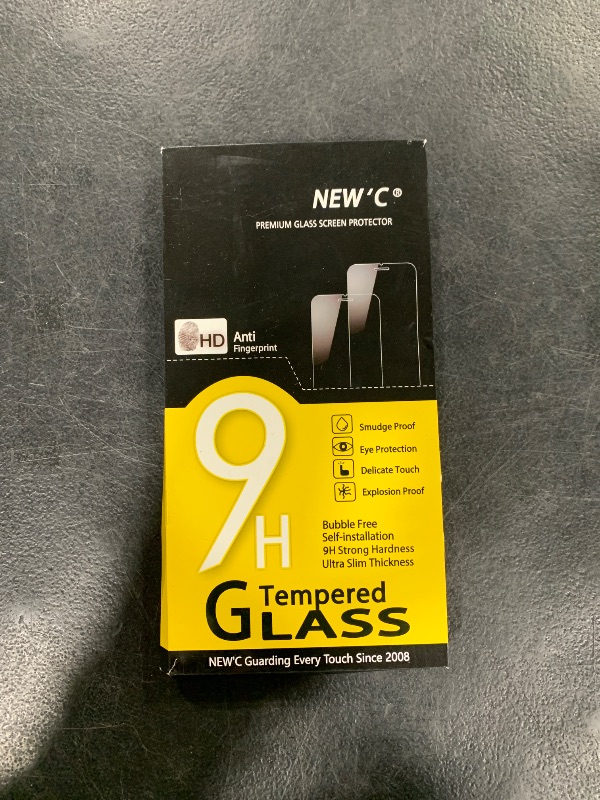 NEW'C®
PREMIUM GLASS SCREEN PROTECTOR
HD
Anti
Fingerprint
9H
Smudge Proof
Eye Protection
Delicate Touch
Explosion Proof
Bubble Free
Self-installation
9H Strong Hardness
Ultra Slim Thickness
Tempered
GLASS
NEW'C Guarding Every Touch Since 2008